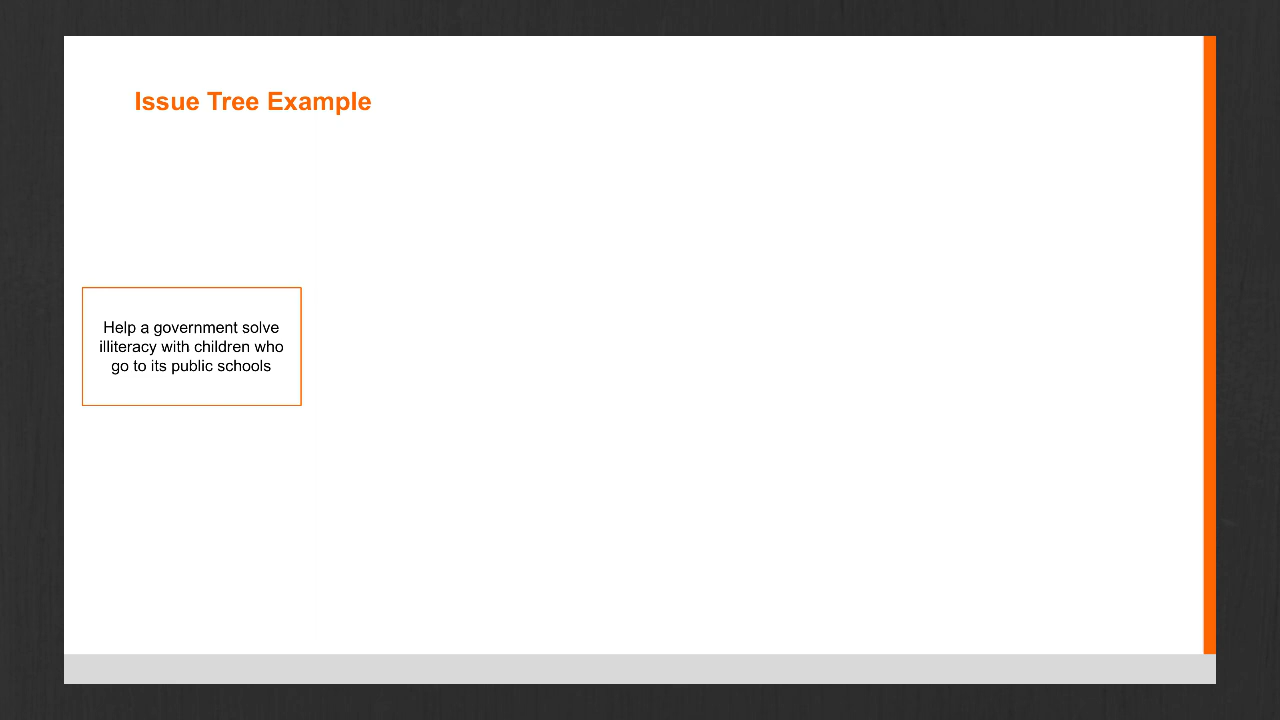 Issue Tree Example
Help a government solve
illiteracy with children who
go to its public schools